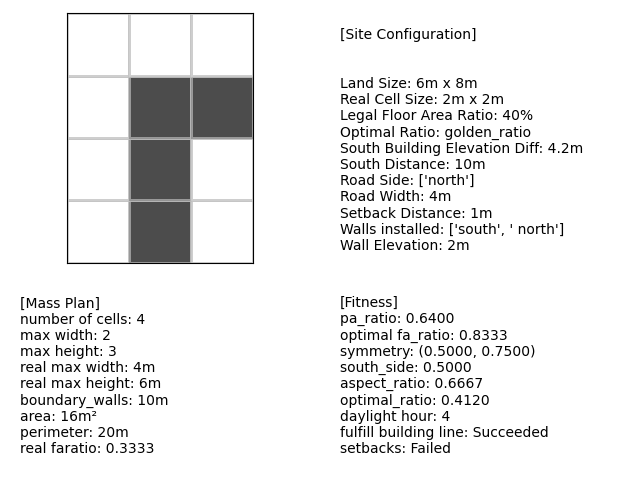 [Site Configuration]
Land Size: 6m x 8m
Real Cell Size: 2m x 2m
Legal Floor Area Ratio: 40%
Optimal Ratio: golden_ratio
South Building Elevation Diff: 4.2m
South Distance: 10m
Road Side: ['north']
Road Width: 4m
Setback Distance: 1m
Walls installed: ['south', ' north']
Wall Elevation: 2m
[Mass Plan]
number of cells: 4
max width: 2
max height: 3
real max width: 4m
real max height: 6m
boundary_walls: 10m
area: 16m²
perimeter: 20m
real faratio: 0.3333
[Fitness]
pa_ratio: 0.6400
optimal fa_ratio: 0.8333
symmetry: (0.5000, 0.7500)
south_side: 0.5000
aspect_ratio: 0.6667
optimal_ratio: 0.4120
daylight hour: 4
fulfill building line: Succeeded
setbacks: Failed